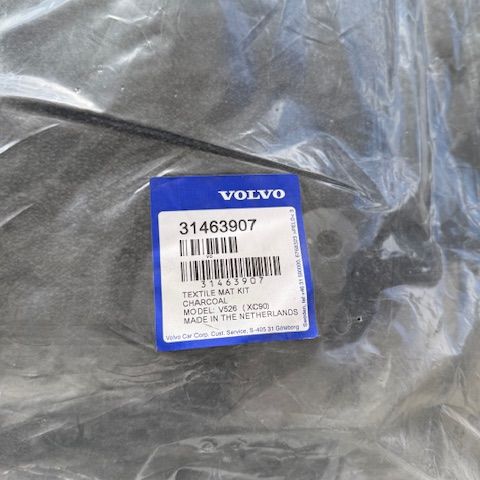 VOLVO
31463907
31463907
TEXTILE MAT KIT
CHARCOAL
MODEL: V526 (XC90)
MADE IN THE NETHERLANDS
Volvo Car Corp. Cust. Service, S-405 31 Göteborg